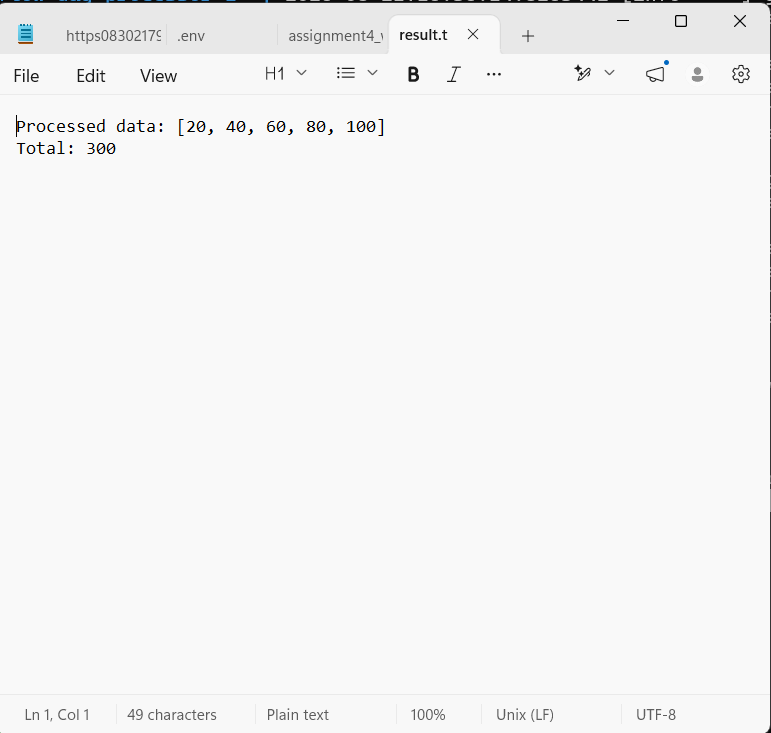 https08302179
.env
assignment4_
result.t
File
Edit
View
H1
B
I
Processed data: [20, 40, 60, 80, 100]
Total: 300
Ln 1, Col 1
49 characters
Plain text
100%
Unix (LF)
UTF-8